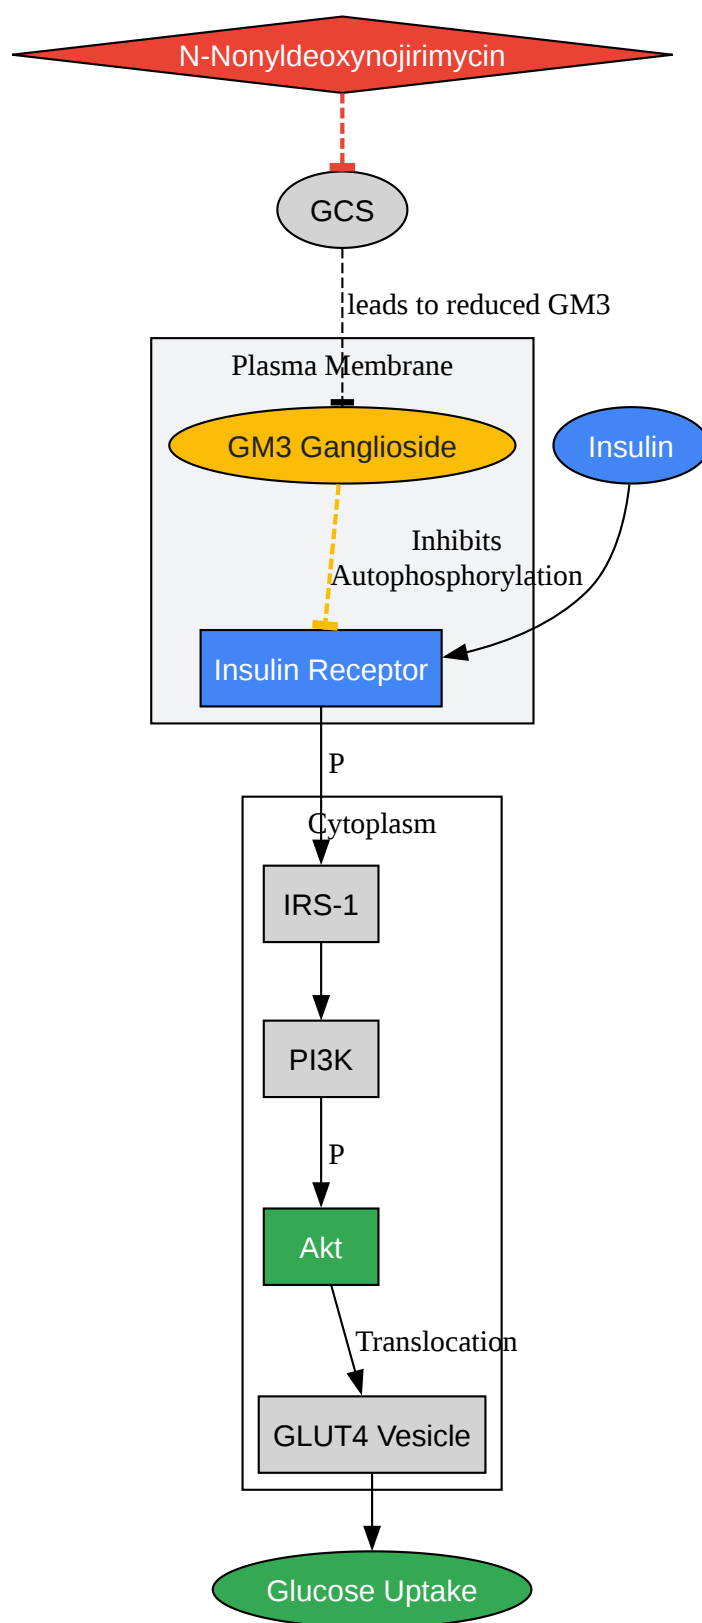 N-Nonyldeoxynojirimycin
GCS
leads to reduced GM3
Plasma Membrane
GM3 Ganglioside
Insulin
Inhibits
Autophosphorylation
Insulin Receptor
P
Cytoplasm
IRS-1
PI3K
P
Akt
Translocation
GLUT4 Vesicle
Glucose Uptake